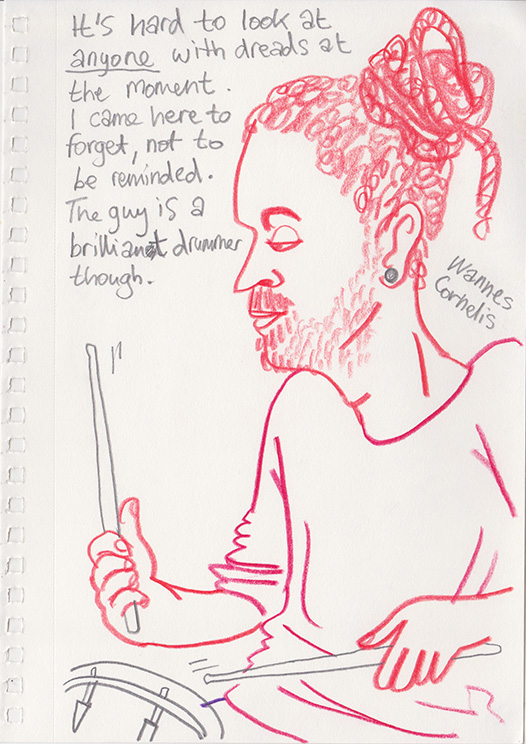 It's hard to look at
anyone with dreads at
the moment.
I came here to
forget, not to
be reminded.
The guy is a
brilliant drummer
though.
Wannes
Cornelis